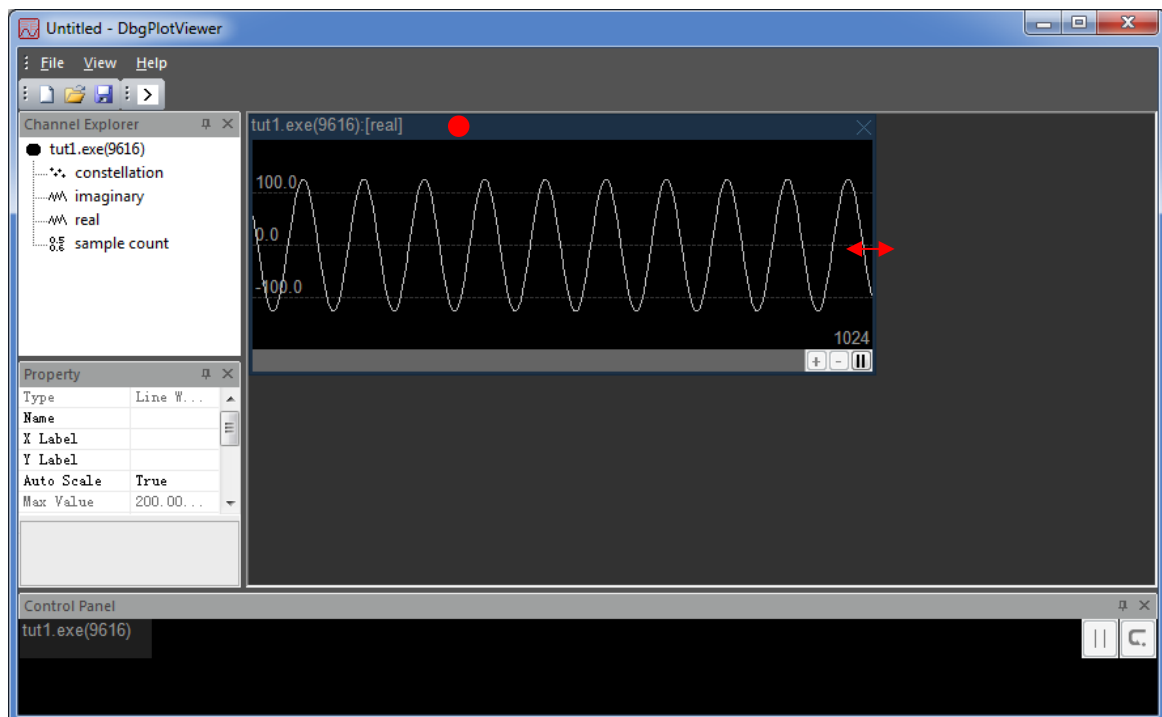 Untitled - DbgPlotViewer
File View Help
Channel Explorer
tut1.exe(9616)
constellation
imaginary
real
sample count
tut1.exe(9616):[real]
100.0
0.0
-100.0
1024
+ -
Property
Type Line W...
Name
X Label
Y Label
Auto Scale True
Max Value 200.00...
Control Panel
tut1.exe(9616)